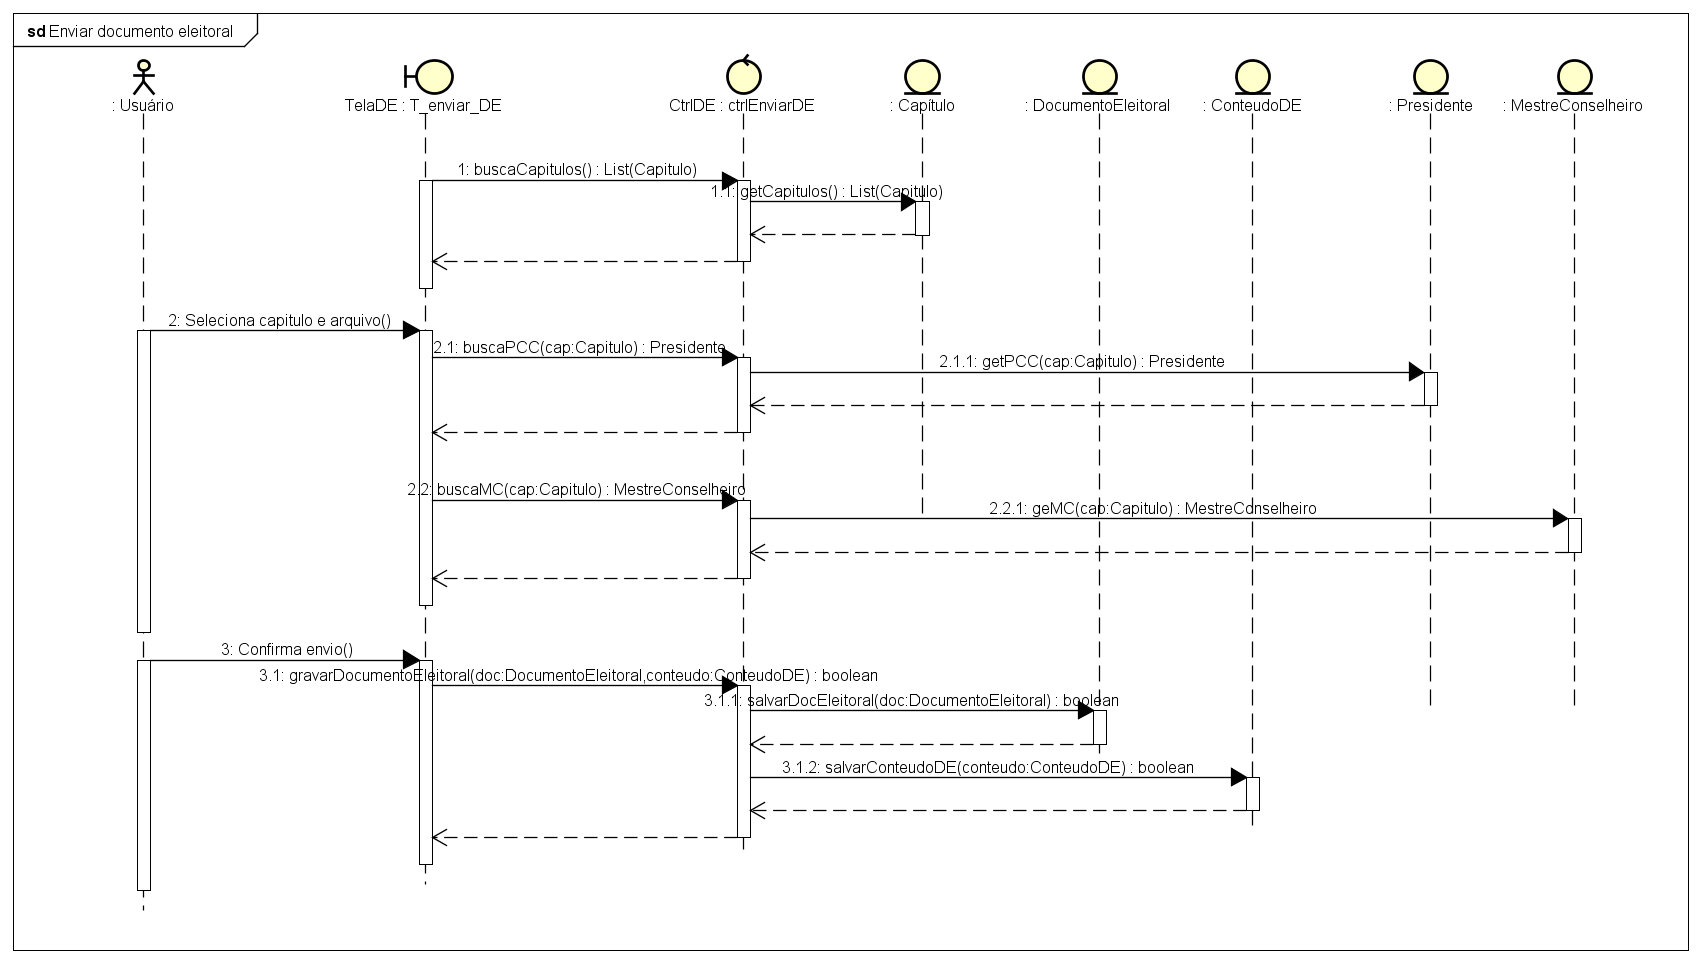 sd Enviar documento eleitoral
: Usuário
TelaDE : T_enviar_DE
CtrlDE : ctrlEnviarDE
: Capítulo
: DocumentoEleitoral
: ConteudoDE
: Presidente
: MestreConselheiro
1: buscaCapitulos() : List(Capitulo)
1.1: getCapitulos() : List(Capitulo)
2: Seleciona capitulo e arquivo()
2.1: buscaPCC(cap:Capitulo) : Presidente
2.1.1: getPCC(cap:Capitulo) : Presidente
2.2: buscaMC(cap:Capitulo) : MestreConselheiro
2.2.1: geMC(cap:Capitulo) : MestreConselheiro
3: Confirma envio()
3.1: gravarDocumentoEleitoral(doc:DocumentoEleitoral,conteudo:ConteudoDE) : boolean
3.1.1: salvarDocEleitoral(doc:DocumentoEleitoral) : boolean
3.1.2: salvarConteudoDE(conteudo:ConteudoDE) : boolean